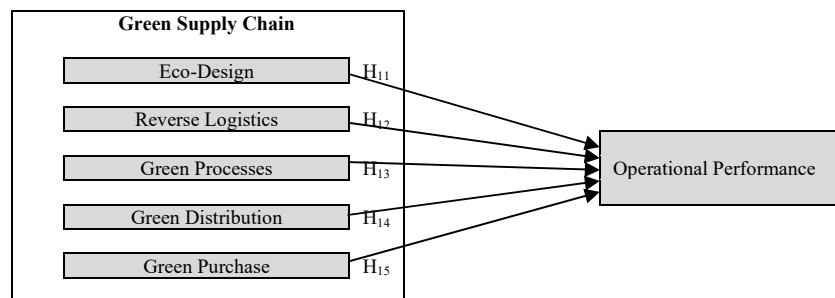 Green Supply Chain
Eco-Design H₁₁
Reverse Logistics H₁₂
Green Processes H₁₃
Operational Performance
Green Distribution H₁₄
Green Purchase H₁₅